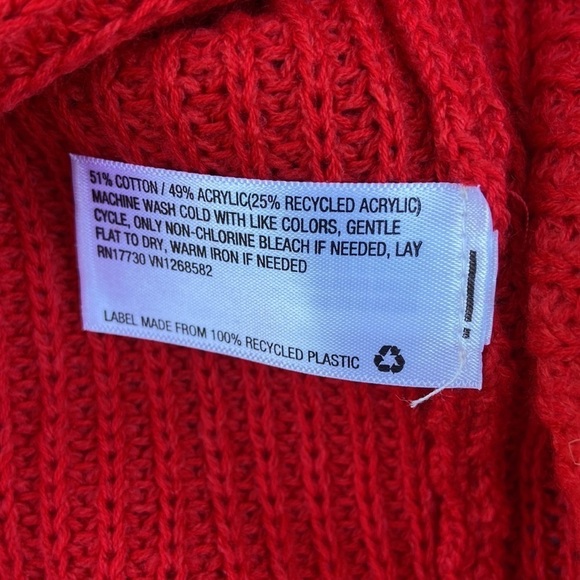 51% COTTON / 49% ACRYLIC(25% RECYCLED ACRYLIC)
MACHINE WASH COLD WITH LIKE COLORS, GENTLE
CYCLE, ONLY NON-CHLORINE BLEACH IF NEEDED, LAY
FLAT TO DRY, WARM IRON IF NEEDED
RN17730 VN1268582
LABEL MADE FROM 100% RECYCLED PLASTIC